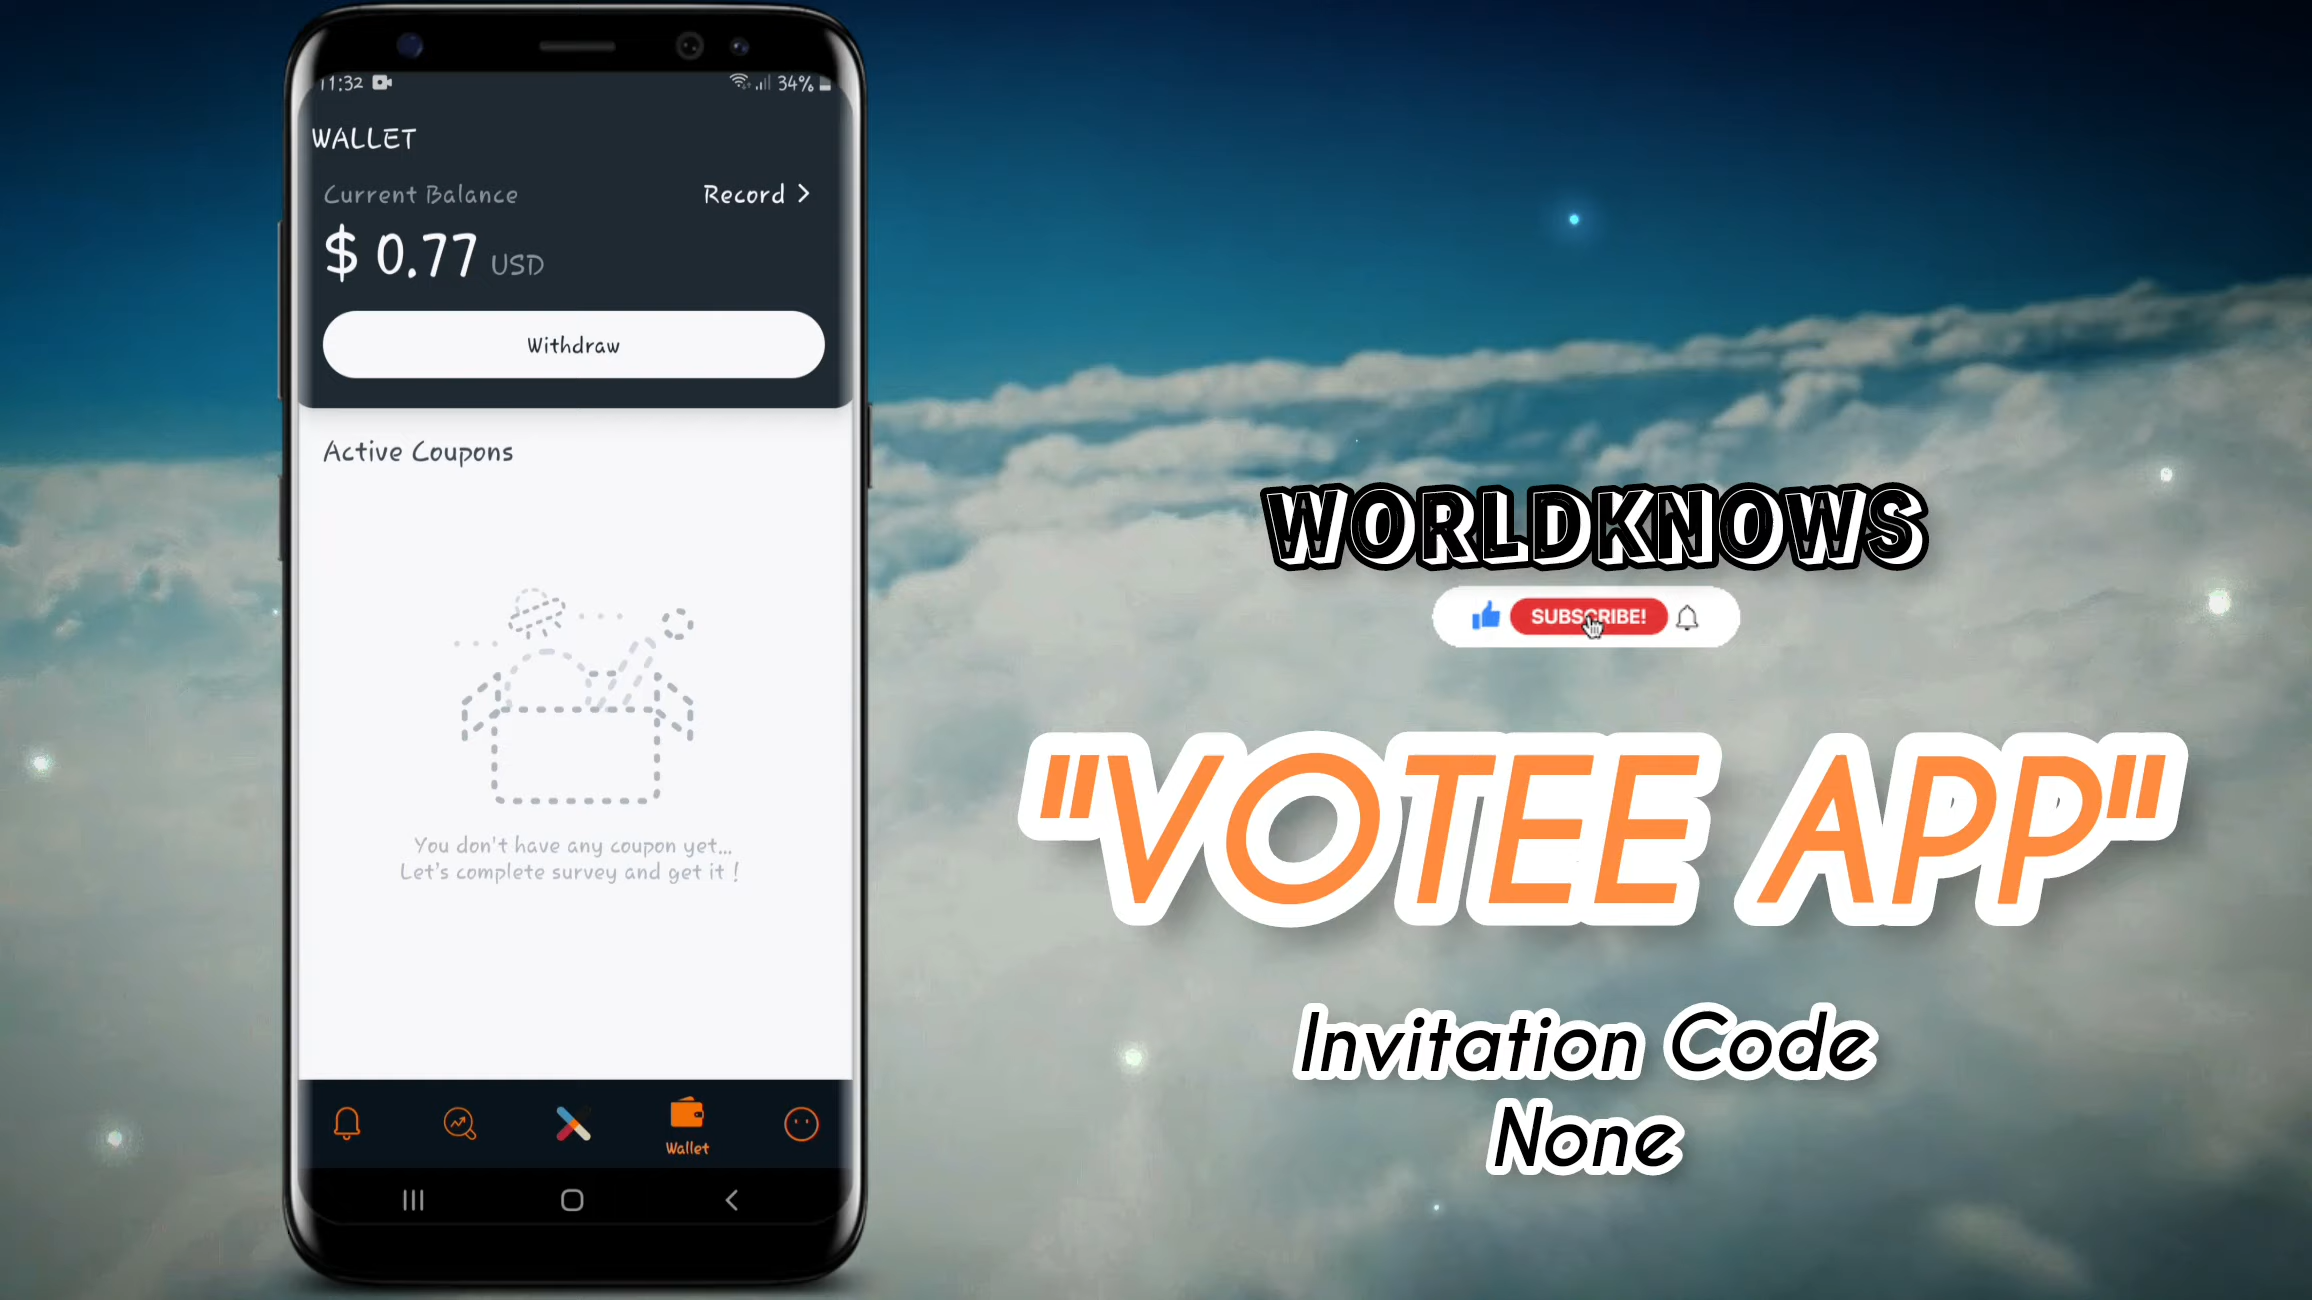 11:32
34%
WALLET
Current Balance
Record >
$ 0.77 USD
Withdraw
Active Coupons
You don't have any coupon yet...
Let's complete survey and get it !
Wallet
WORLDKNOWS
SUBSCRIBE!
"VOTEE APP"
Invitation Code
None